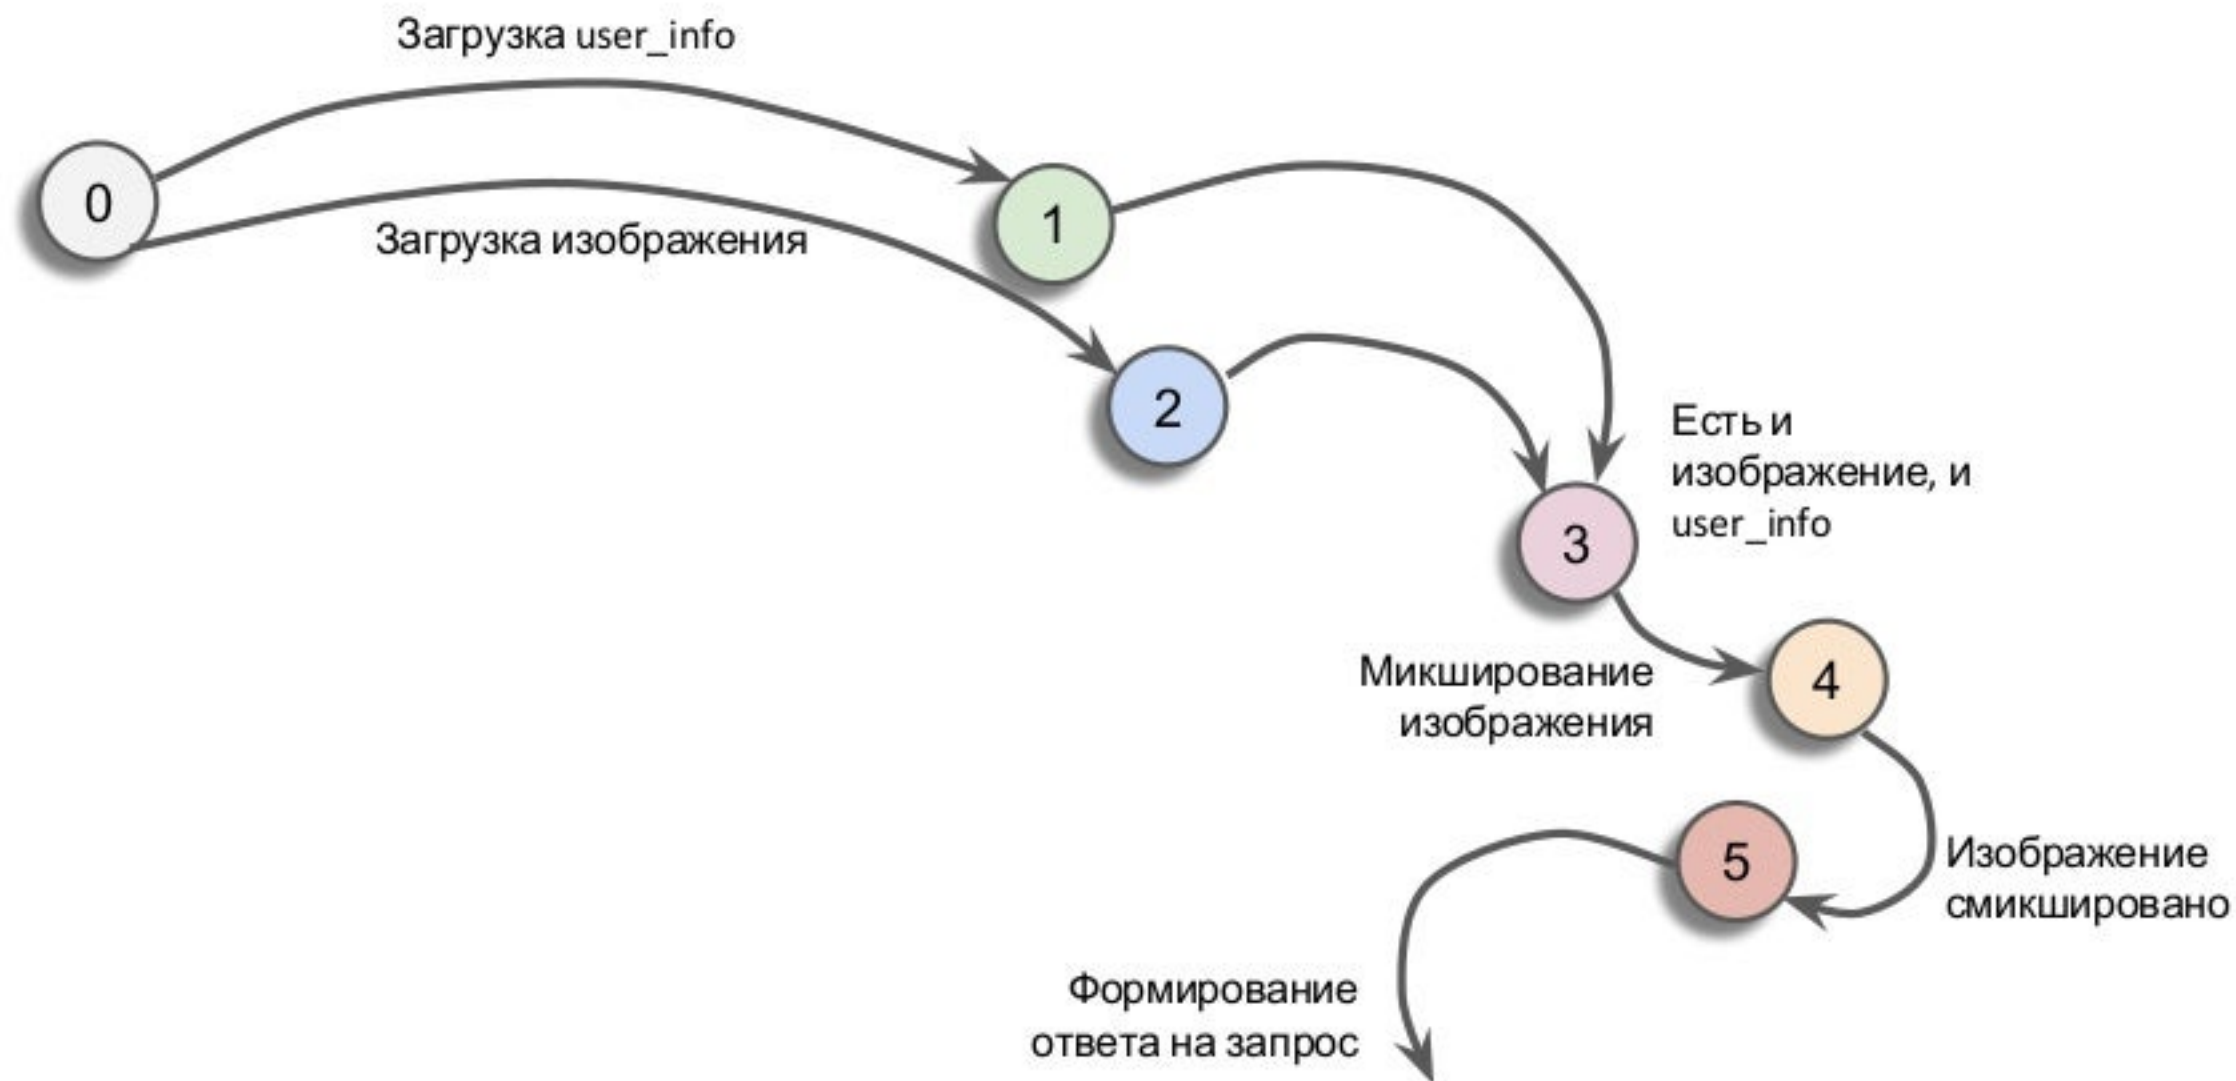 Загрузка user_info
0
Загрузка изображения
1
2
Есть и
изображение, и
user_info
3
Микширование
изображения
4
5
Изображение
смикшировано
Формирование
ответа на запрос